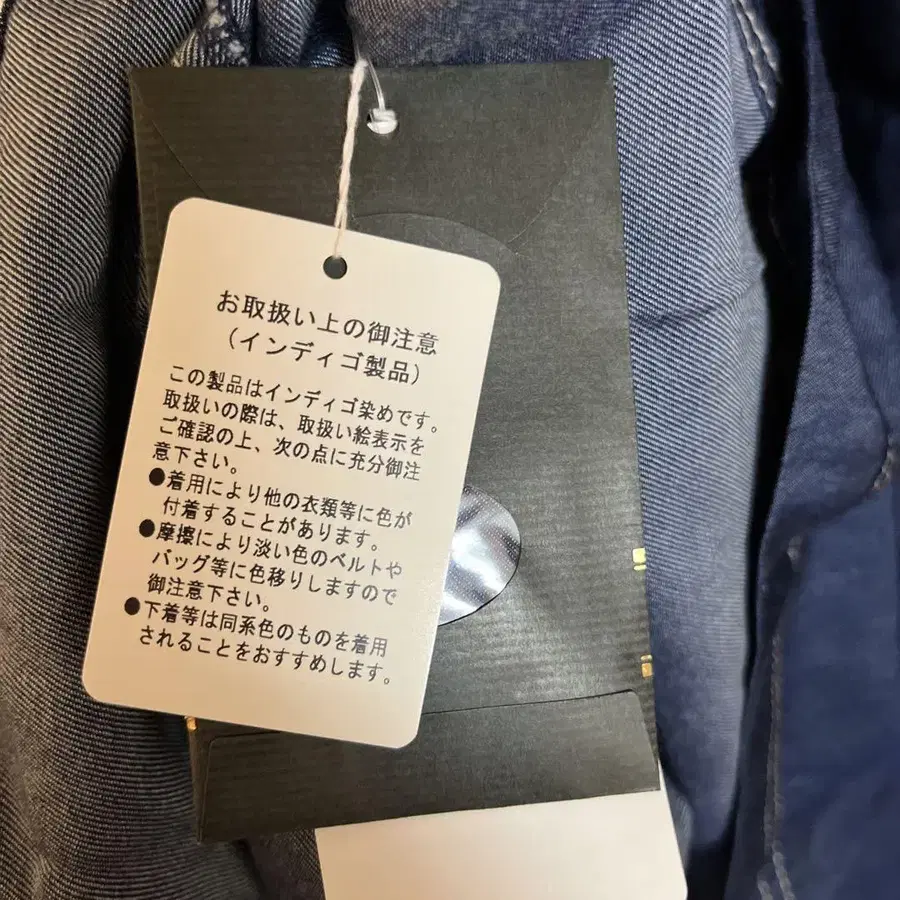 お取扱い上の御注意
（インディゴ製品）
この製品はインディゴ染めです。
取扱いの際は、取扱い絵表示を
ご確認の上、次の点に充分御注
意下さい。
●着用により他の衣類等に色が
付着することがあります。
●摩擦により淡い色のベルトや
バッグ等に色移りしますので
御注意下さい。
●下着等は同系色のものを着用
されることをおすすめします。